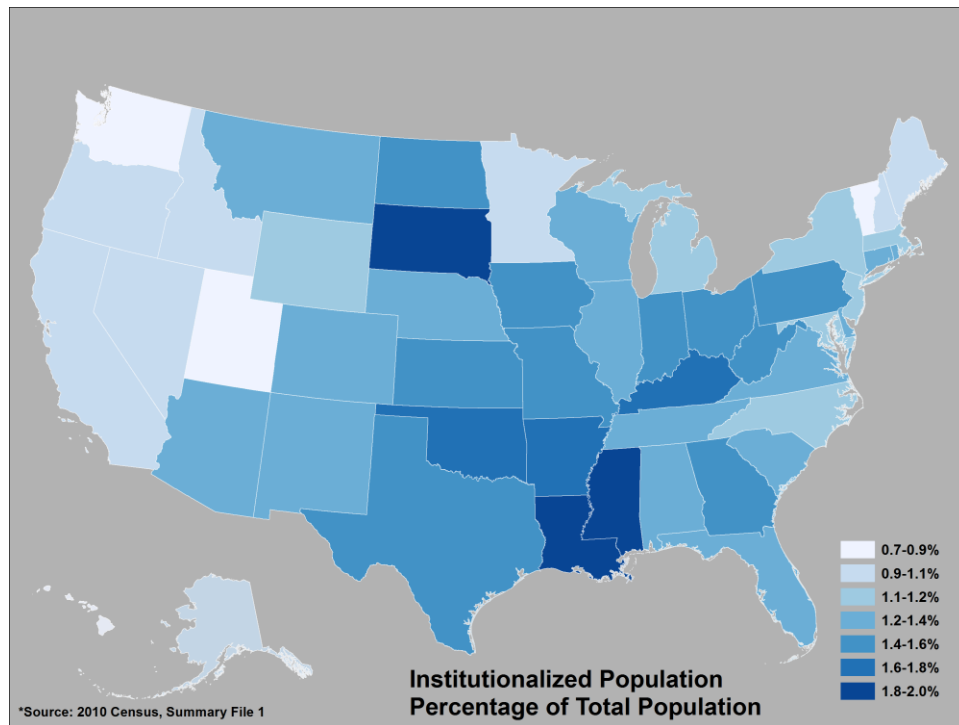 0.7-0.9%
0.9-1.1%
1.1-1.2%
1.2-1.4%
1.4-1.6%
1.6-1.8%
1.8-2.0%
Institutionalized Population
Percentage of Total Population
*Source: 2010 Census, Summary File 1